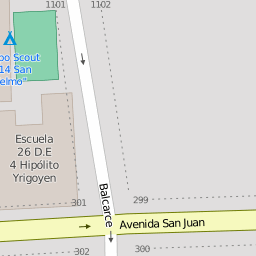 1101
1102
po Scout
14 San
elmo"
Escuela
26 D.E
4 Hipólito
Yrigoyen
Balcarce
301
299
Avenida San Juan
302
300